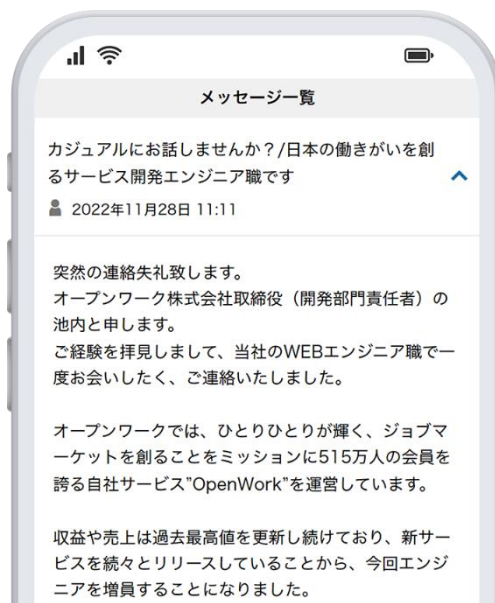 メッセージ一覧
カジュアルにお話しませんか？/日本の働きがいを創
るサービス開発エンジニア職です
2022年11月28日 11:11
突然の連絡失礼致します。
オープンワーク株式会社取締役（開発部門責任者）の
池内と申します。
ご経験を拝見しまして、当社のWEBエンジニア職で一
度お会いしたく、ご連絡いたしました。
オープンワークでは、ひとりひとりが輝く、ジョブマ
ーケットを創ることをミッションに515万人の会員を
誇る自社サービス”OpenWork”を運営しています。
収益や売上は過去最高値を更新し続けており、新サー
ビスを続々とリリースしていることから、今回エンジ
ニアを増員することになりました。